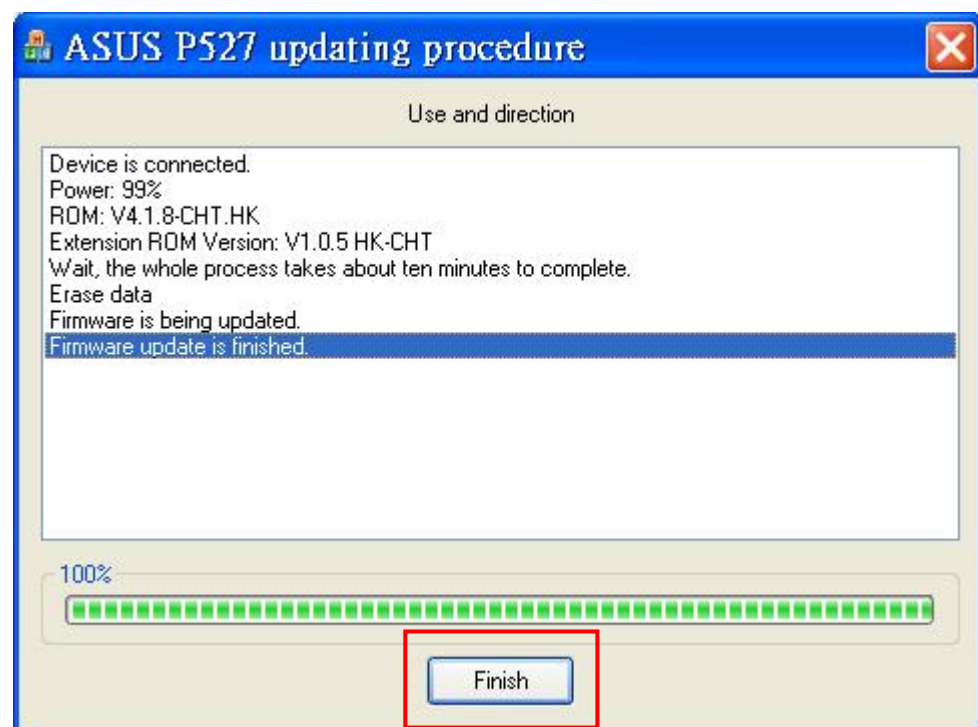 ASUS P527 updating procedure
Use and direction
Device is connected.
Power: 99%
ROM: V4.1.8-CHT.HK
Extension ROM Version: V1.0.5 HK-CHT
Wait, the whole process takes about ten minutes to complete.
Erase data
Firmware is being updated.
Firmware update is finished.
100%
Finish